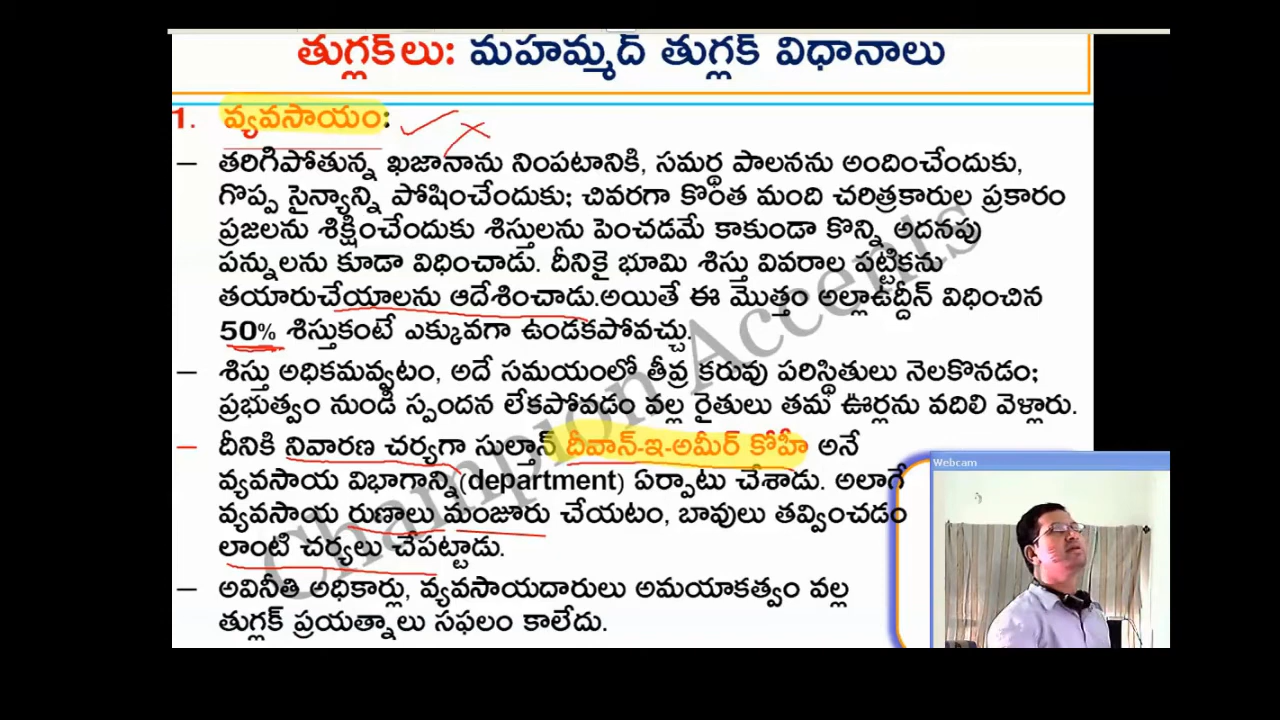 తుగ్లక్‌లు: మహమ్మద్ తుగ్లక్ విధానాలు
1. వ్యవసాయం:
– తరిగిపోతున్న ఖజానాను నింపటానికి, సమర్థ పాలనను అందించేందుకు,
గొప్ప సైన్యాన్ని పోషించేందుకు; చివరగా కొంత మంది చరిత్రకారుల ప్రకారం
ప్రజలను శిక్షించేందుకు శిస్తులను పెంచడమే కాకుండా కొన్ని అదనపు
పన్నులను కూడా విధించాడు. దీనికై భూమి శిస్తు వివరాల పట్టికను
తయారుచేయాలను ఆదేశించాడు.అయితే ఈ మొత్తం అల్లాఉద్దీన్ విధించిన
50% శిస్తుకంటే ఎక్కువగా ఉండకపోవచ్చు.
– శిస్తు అధికమవ్వటం, అదే సమయంలో తీవ్ర కరువు పరిస్థితులు నెలకొనడం;
ప్రభుత్వం నుండి స్పందన లేకపోవడం వల్ల రైతులు తమ ఊర్లను వదిలి వెళ్లారు.
– దీనికి నివారణ చర్యగా సుల్తాన్ దీవాన్-ఇ-అమీర్ కోహీ అనే
వ్యవసాయ విభాగాన్ని(department) ఏర్పాటు చేశాడు. అలాగే
వ్యవసాయ రుణాలు మంజూరు చేయటం, బావులు తవ్వించడం
లాంటి చర్యలు చేపట్టాడు.
– అవినీతి అధికార్లు, వ్యవసాయదారులు అమయాకత్వం వల్ల
తుగ్లక్ ప్రయత్నాలు సఫలం కాలేదు.
Champion Accents
Webcam